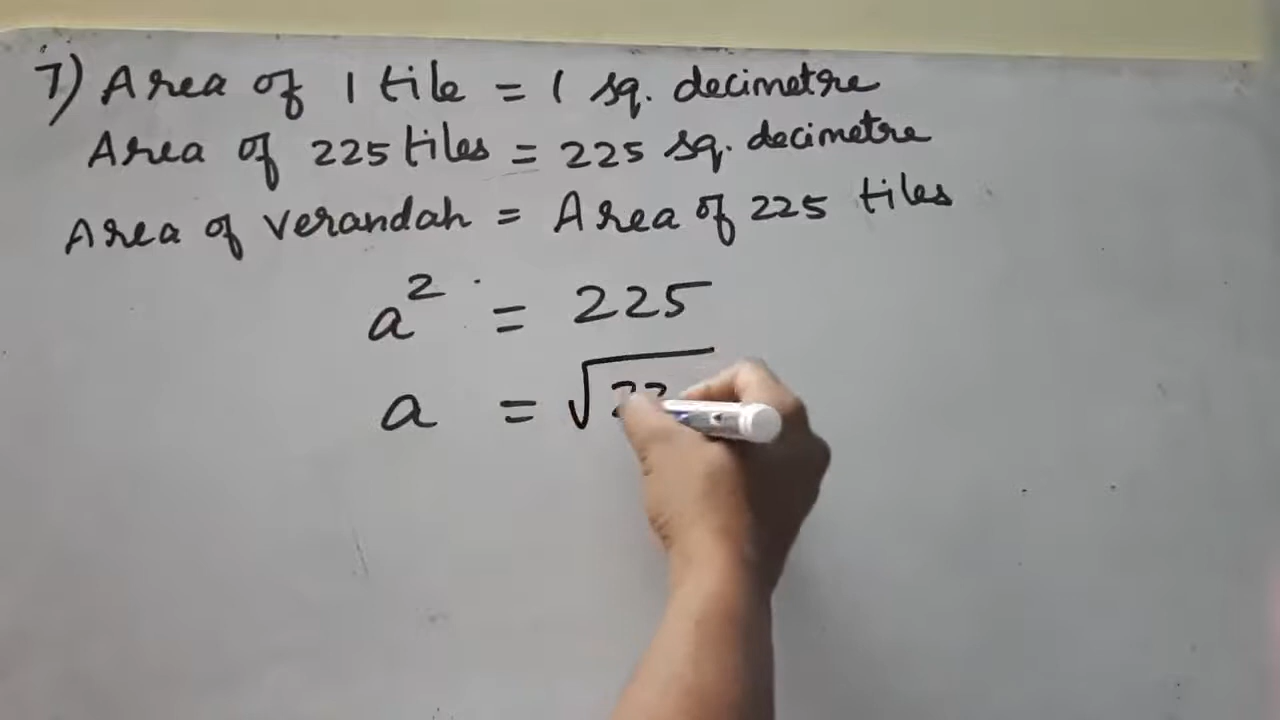 7) Area of 1 tile = 1 sq. decimetre
Area of 225 tiles = 225 sq. decimetre
Area of verandah = Area of 225 tiles
a² = 225
a = √22